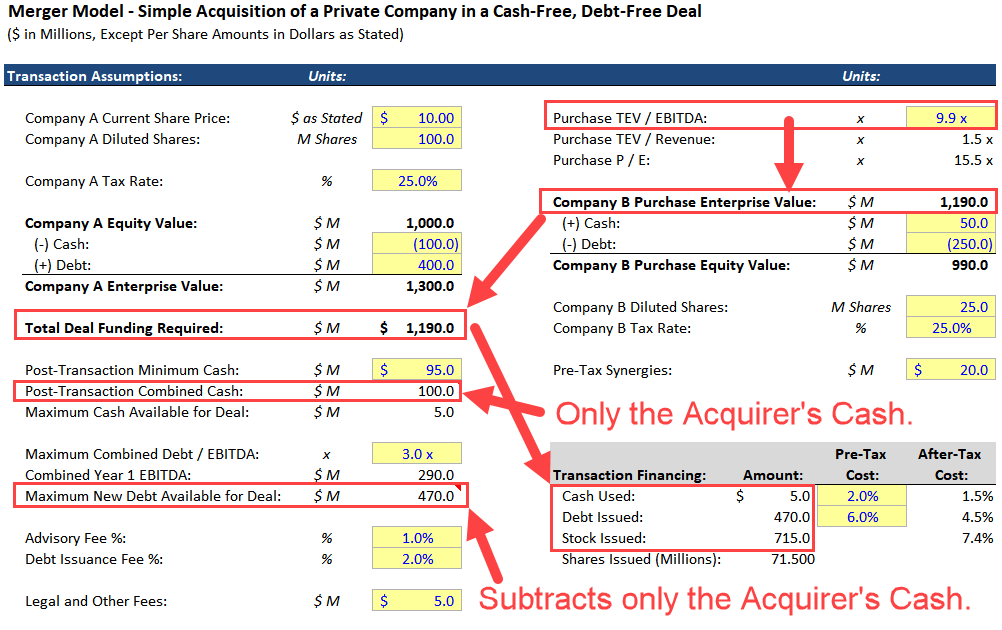 Merger Model - Simple Acquisition of a Private Company in a Cash-Free, Debt-Free Deal
($ in Millions, Except Per Share Amounts in Dollars as Stated)
Transaction Assumptions: Units: Units:
Company A Current Share Price: $ as Stated $ 10.00 Purchase TEV / EBITDA: x 9.9 x
Company A Diluted Shares: M Shares 100.0 Purchase TEV / Revenue: x 1.5 x
Purchase P / E: x 15.5 x
Company A Tax Rate: % 25.0%
Company B Purchase Enterprise Value: $ M 1,190.0
Company A Equity Value: $ M 1,000.0 (+) Cash: $ M 50.0
(-) Cash: $ M (100.0) (-) Debt: $ M (250.0)
(+) Debt: $ M 400.0 Company B Purchase Equity Value: $ M 990.0
Company A Enterprise Value: $ M 1,300.0
Company B Diluted Shares: M Shares 25.0
Total Deal Funding Required: $ M $ 1,190.0 Company B Tax Rate: % 25.0%
Post-Transaction Minimum Cash: $ M $ 95.0 Pre-Tax Synergies: $ M $ 20.0
Post-Transaction Combined Cash: $ M 100.0
Maximum Cash Available for Deal: $ M 5.0 Only the Acquirer's Cash.
Maximum Combined Debt / EBITDA: x 3.0 x Pre-Tax After-Tax
Combined Year 1 EBITDA: $ M 290.0 Transaction Financing: Amount: Cost: Cost:
Maximum New Debt Available for Deal: $ M 470.0 Cash Used: $ 5.0 2.0% 1.5%
Debt Issued: 470.0 6.0% 4.5%
Advisory Fee %: % 1.0% Stock Issued: 715.0 7.4%
Debt Issuance Fee %: % 2.0% Shares Issued (Millions): 71.500
Legal and Other Fees: $ M $ 5.0 Subtracts only the Acquirer's Cash.